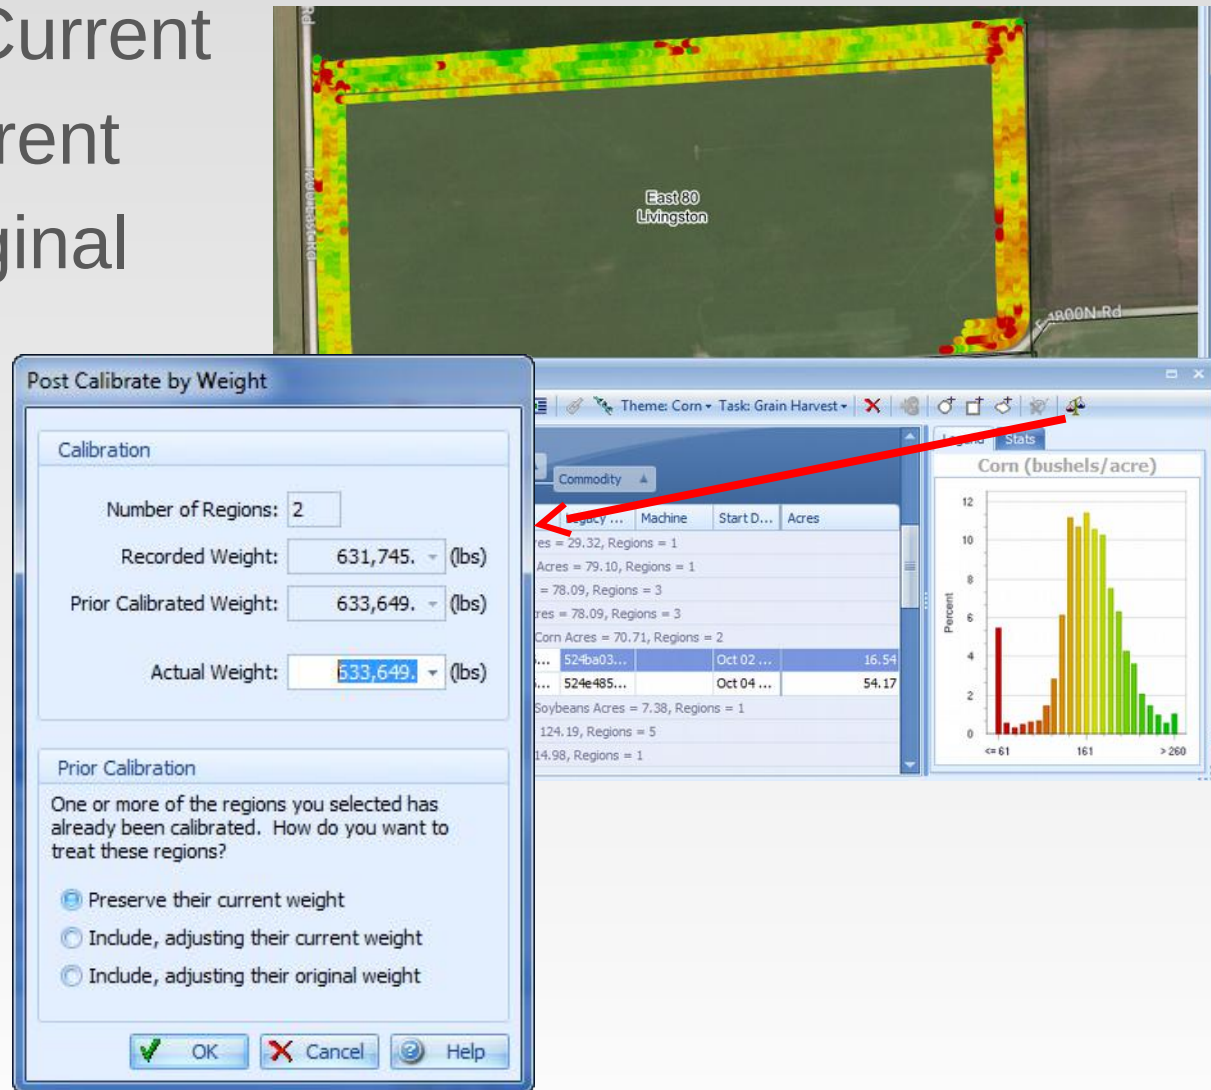 Current
rent
ginal
Rd
1200 East Rd
East 80
Livingston
1800N Rd
Post Calibrate by Weight
Calibration
Number of Regions: 2
Recorded Weight: 631,745. (lbs)
Prior Calibrated Weight: 633,649. (lbs)
Actual Weight: 633,649. (lbs)
Prior Calibration
One or more of the regions you selected has
already been calibrated. How do you want to
treat these regions?
Preserve their current weight
Include, adjusting their current weight
Include, adjusting their original weight
OK Cancel Help
Theme: Corn Task: Grain Harvest
Commodity
Legacy ... Machine Start D... Acres
res = 29.32, Regions = 1
Acres = 79.10, Regions = 1
= 78.09, Regions = 3
res = 78.09, Regions = 3
Corn Acres = 70.71, Regions = 2
... 524ba03... Oct 02 ... 16.54
... 524e485... Oct 04 ... 54.17
Soybeans Acres = 7.38, Regions = 1
124.19, Regions = 5
14.98, Regions = 1
Legend Stats
Corn (bushels/acre)
Percent
12
10
8
6
4
2
0
<= 61 161 > 260